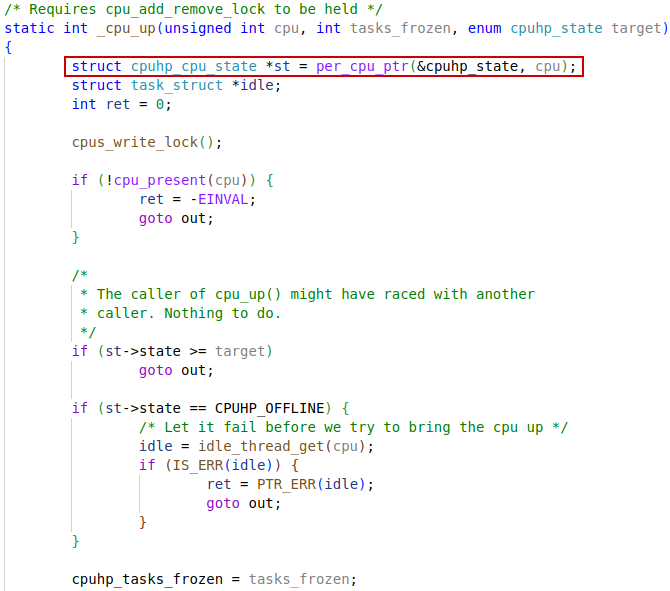 /* Requires cpu_add_remove_lock to be held */
static int _cpu_up(unsigned int cpu, int tasks_frozen, enum cpuhp_state target)
{
        struct cpuhp_cpu_state *st = per_cpu_ptr(&cpuhp_state, cpu);
        struct task_struct *idle;
        int ret = 0;

        cpus_write_lock();

        if (!cpu_present(cpu)) {
                ret = -EINVAL;
                goto out;
        }

        /*
         * The caller of cpu_up() might have raced with another
         * caller. Nothing to do.
         */
        if (st->state >= target)
                goto out;

        if (st->state == CPUHP_OFFLINE) {
                /* Let it fail before we try to bring the cpu up */
                idle = idle_thread_get(cpu);
                if (IS_ERR(idle)) {
                        ret = PTR_ERR(idle);
                        goto out;
                }
        }

        cpuhp_tasks_frozen = tasks_frozen;